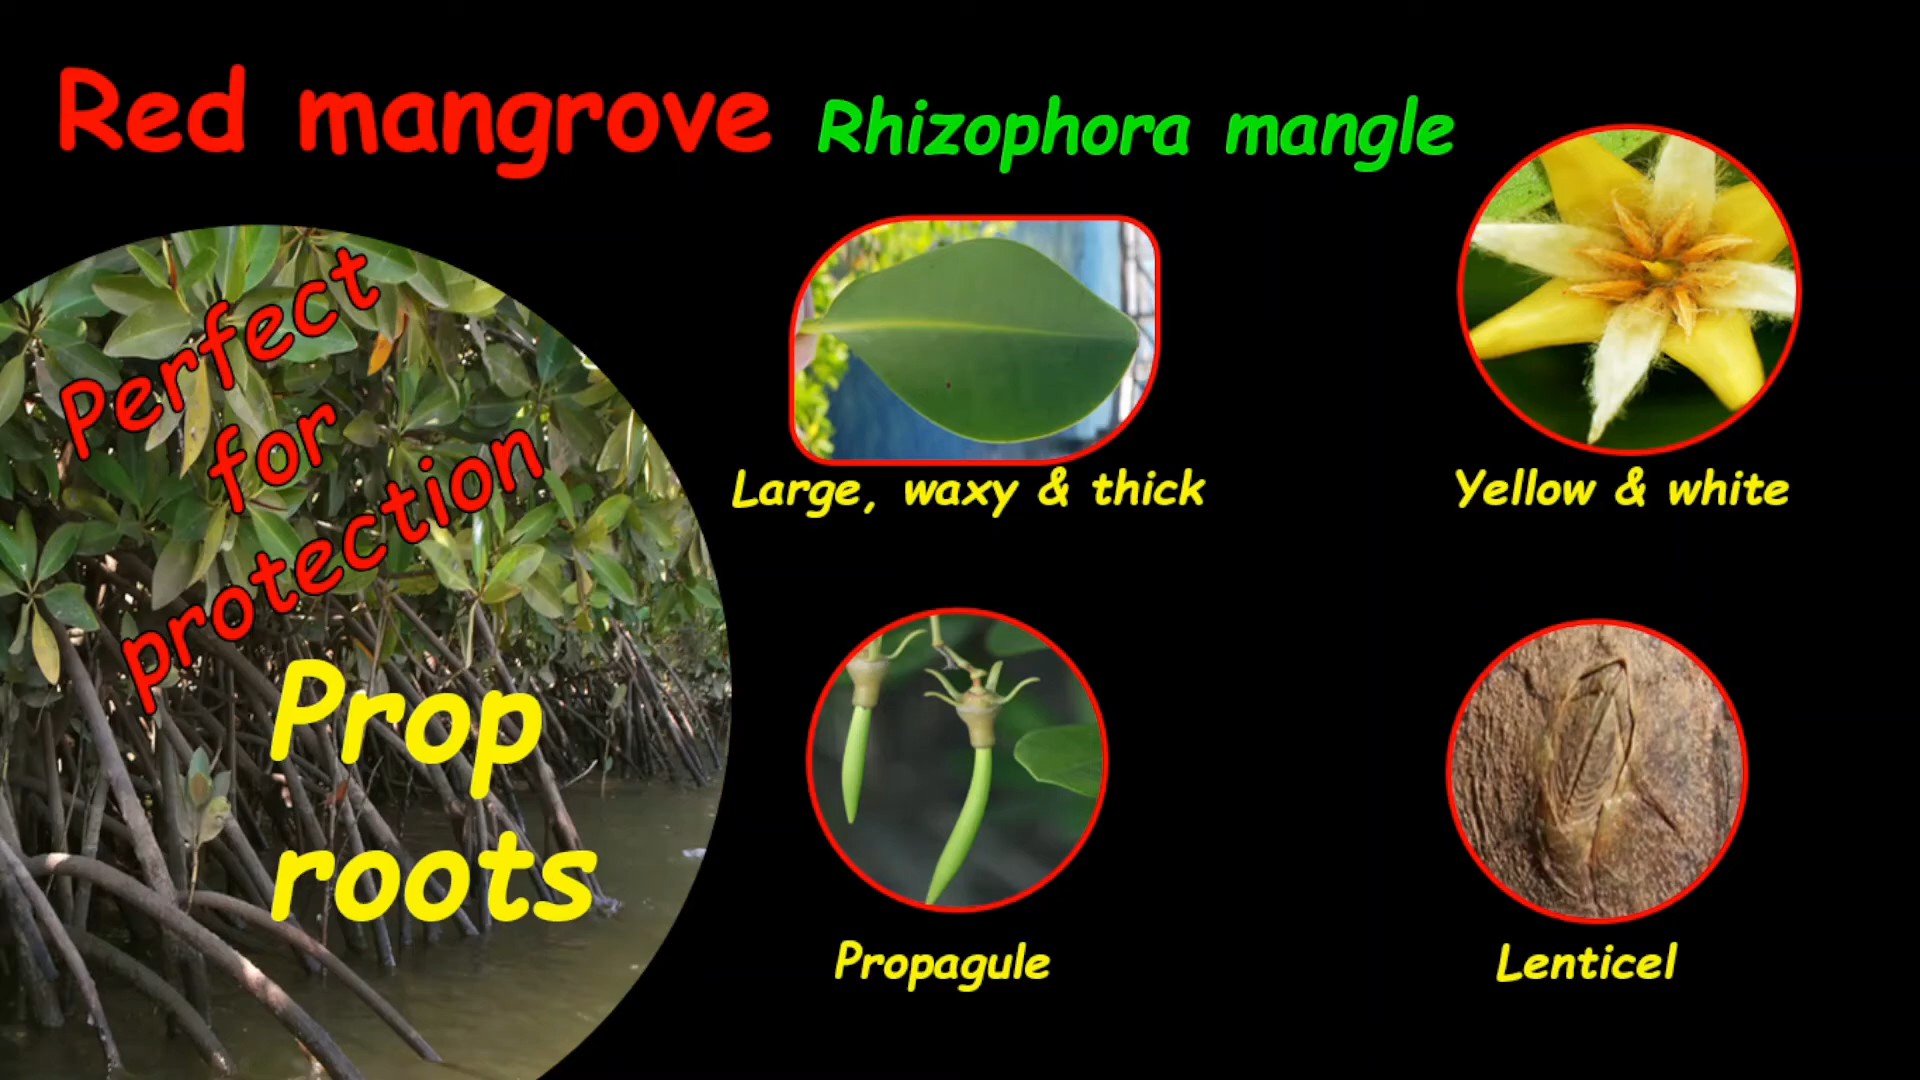 Red mangrove Rhizophora mangle
Perfect
for
protection
Prop
roots
Large, waxy & thick
Yellow & white
Propagule
Lenticel